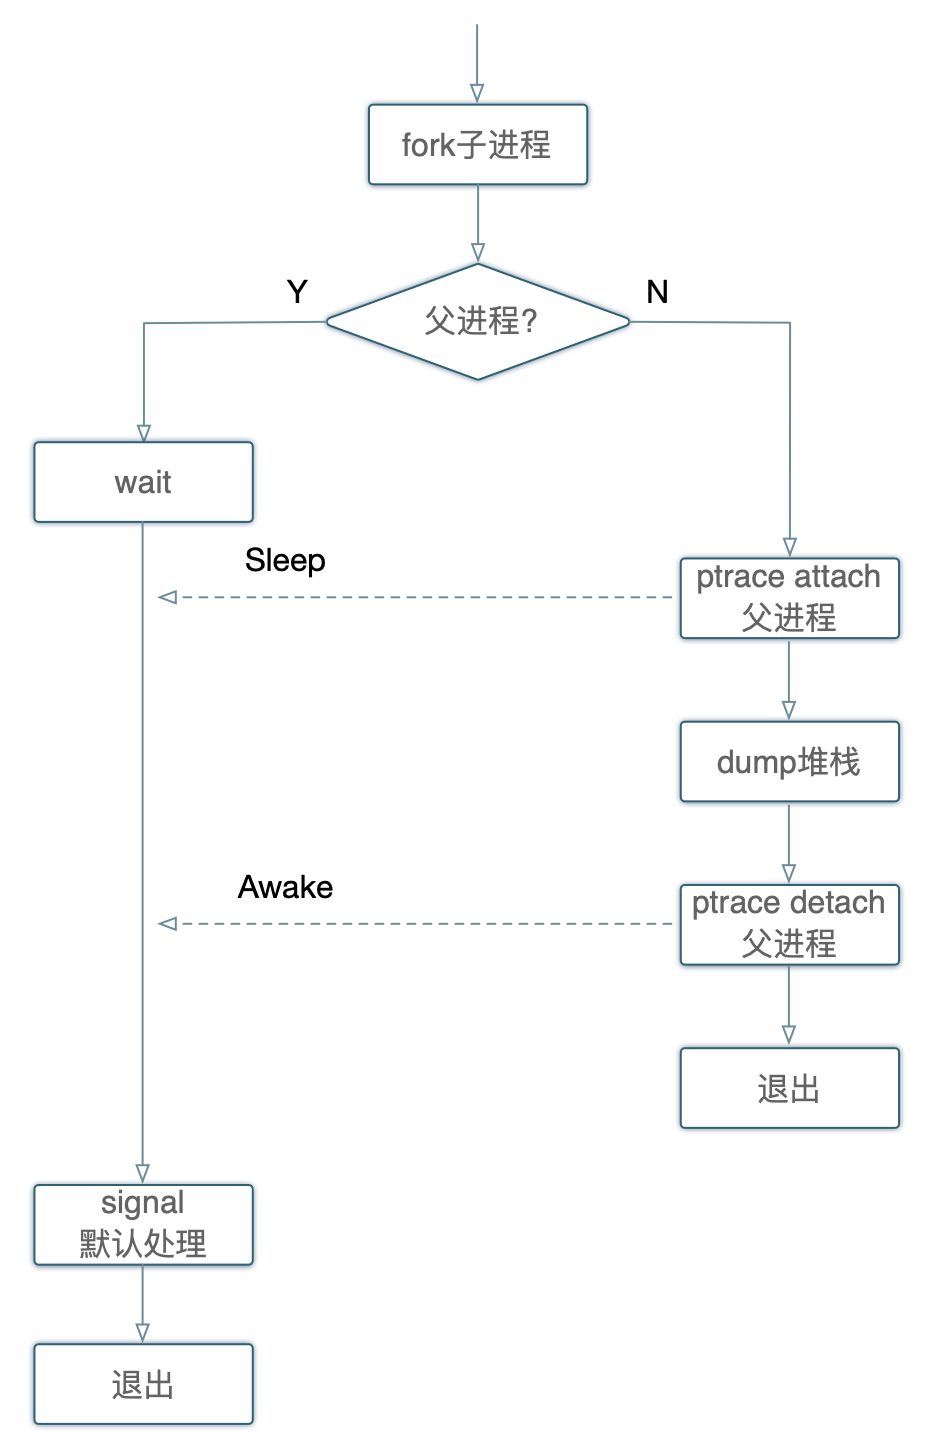 fork子进程
父进程?
Y
N
wait
Sleep
ptrace attach
父进程
dump堆栈
Awake
ptrace detach
父进程
退出
signal
默认处理
退出